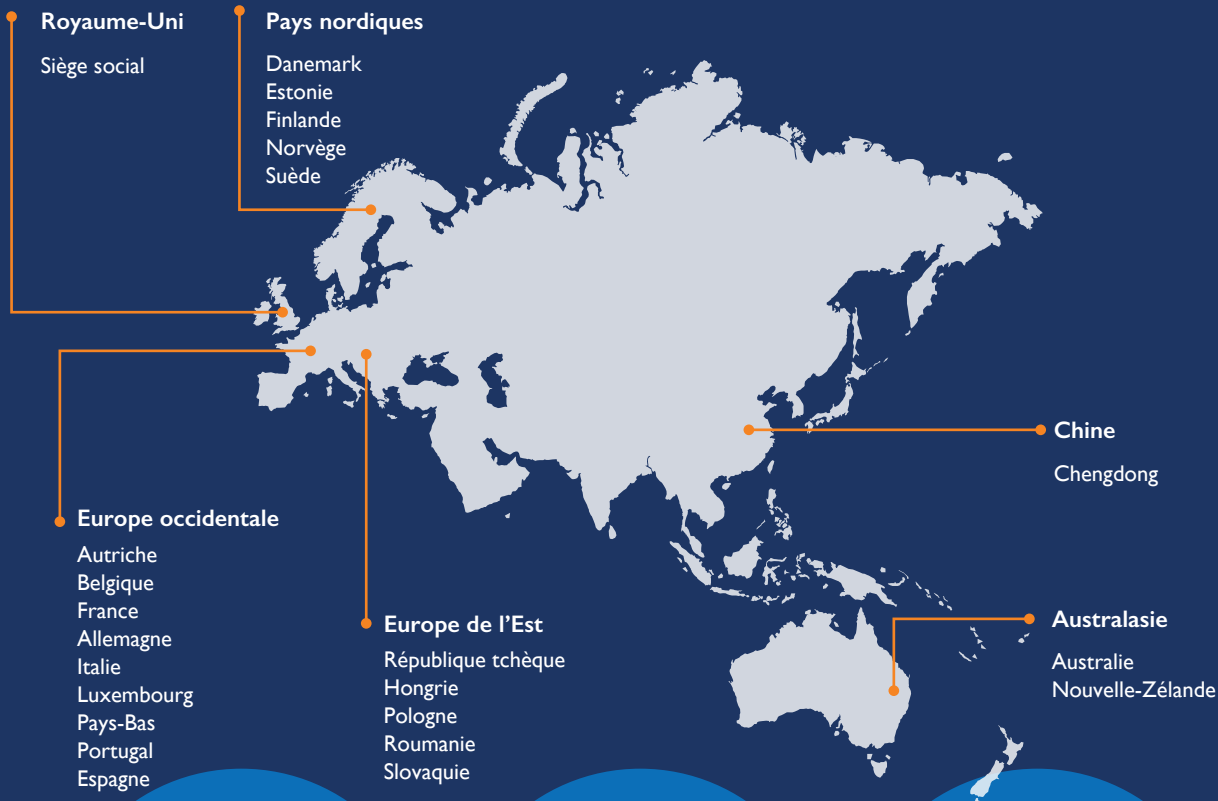 Royaume-Uni
Siège social
Pays nordiques
Danemark
Estonie
Finlande
Norvège
Suède
Chine
Chengdong
Europe occidentale
Autriche
Belgique
France
Allemagne
Italie
Luxembourg
Pays-Bas
Portugal
Espagne
Europe de l’Est
République tchèque
Hongrie
Pologne
Roumanie
Slovaquie
Australasie
Australie
Nouvelle-Zélande